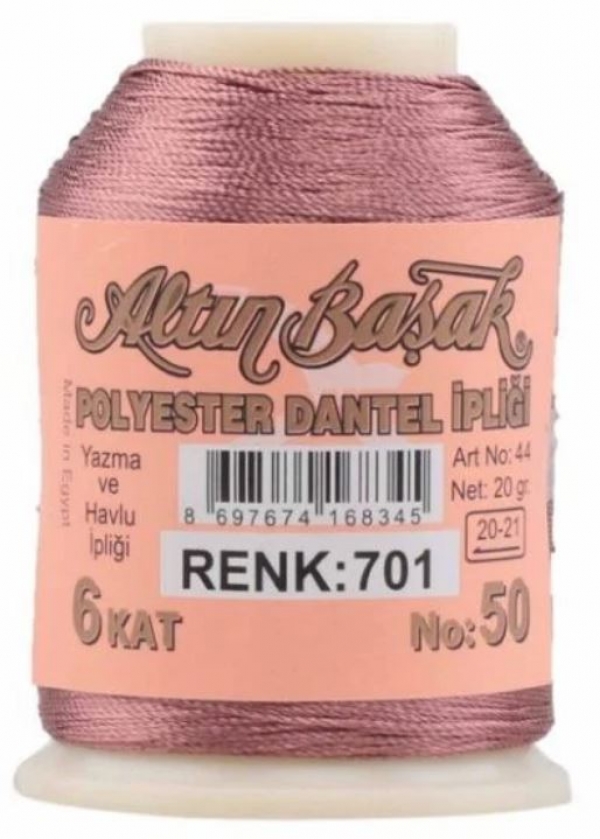 Altın Başak
POLYESTER DANTEL İPLİĞİ
Made in Egypt
Yazma
ve
Havlu
İpliği
8 697674 168345
Art No: 44
Net: 20 gr.
20-21
RENK:701
6 KAT
No: 50